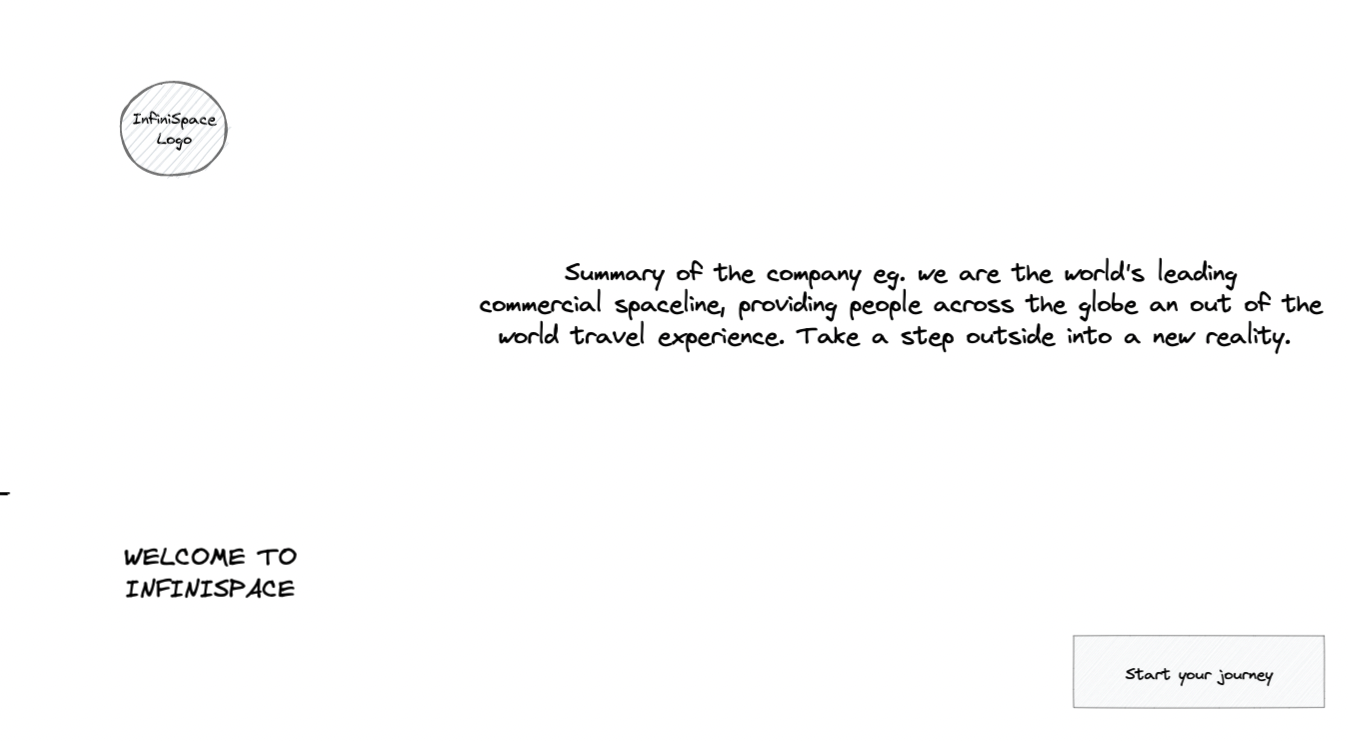 InfiniSpace
Logo
Summary of the company eg. we are the world's leading
commercial spaceline, providing people across the globe an out of the
world travel experience. Take a step outside into a new reality.
WELCOME TO
INFINISPACE
Start your journey